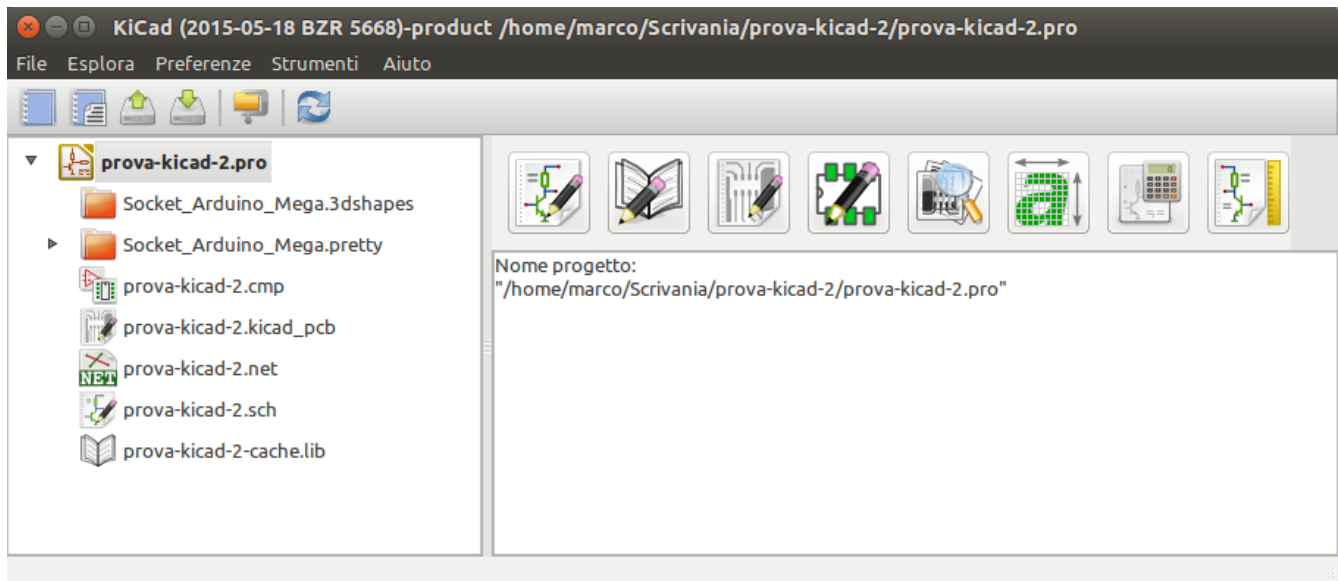 KiCad (2015-05-18 BZR 5668)-product /home/marco/Scrivania/prova-kicad-2/prova-kicad-2.pro
File Esplora Preferenze Strumenti Aiuto
prova-kicad-2.pro
Socket_Arduino_Mega.3dshapes
Socket_Arduino_Mega.pretty
prova-kicad-2.cmp
prova-kicad-2.kicad_pcb
NET prova-kicad-2.net
prova-kicad-2.sch
prova-kicad-2-cache.lib
a
Nome progetto:
"/home/marco/Scrivania/prova-kicad-2/prova-kicad-2.pro"